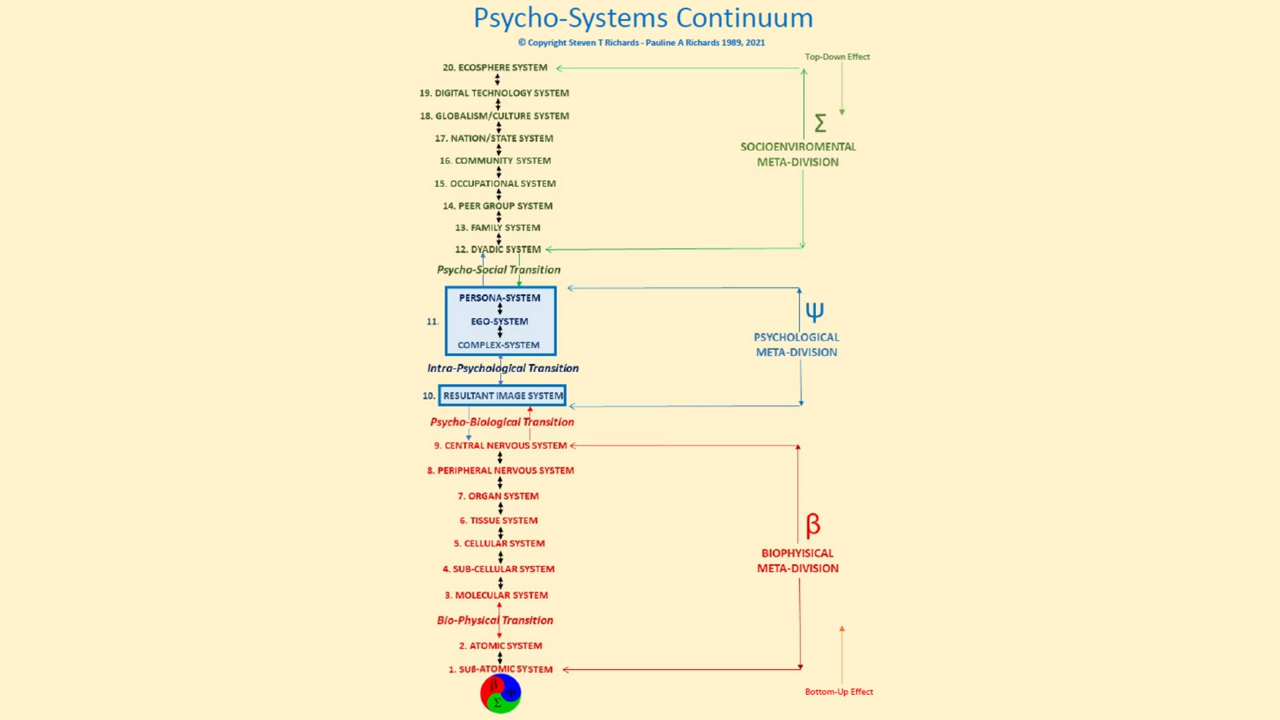 Psycho-Systems Continuum
© Copyright Steven T Richards - Pauline A Richards 1989, 2021
Top-Down Effect
20. ECOSPHERE SYSTEM
19. DIGITAL TECHNOLOGY SYSTEM
18. GLOBALISM/CULTURE SYSTEM
Σ
17. NATION/STATE SYSTEM
SOCIOENVIROMENTAL
META-DIVISION
16. COMMUNITY SYSTEM
15. OCCUPATIONAL SYSTEM
14. PEER GROUP SYSTEM
13. FAMILY SYSTEM
12. DYADIC SYSTEM
Psycho-Social Transition
PERSONA-SYSTEM
11. EGO-SYSTEM
COMPLEX-SYSTEM
Ψ
PSYCHOLOGICAL
META-DIVISION
Intra-Psychological Transition
10. RESULTANT IMAGE SYSTEM
Psycho-Biological Transition
9. CENTRAL NERVOUS SYSTEM
8. PERIPHERAL NERVOUS SYSTEM
7. ORGAN SYSTEM
6. TISSUE SYSTEM
β
5. CELLULAR SYSTEM
BIOPHYISICAL
META-DIVISION
4. SUB-CELLULAR SYSTEM
3. MOLECULAR SYSTEM
Bio-Physical Transition
2. ATOMIC SYSTEM
1. SUB-ATOMIC SYSTEM
Bottom-Up Effect
β Ψ
Σ